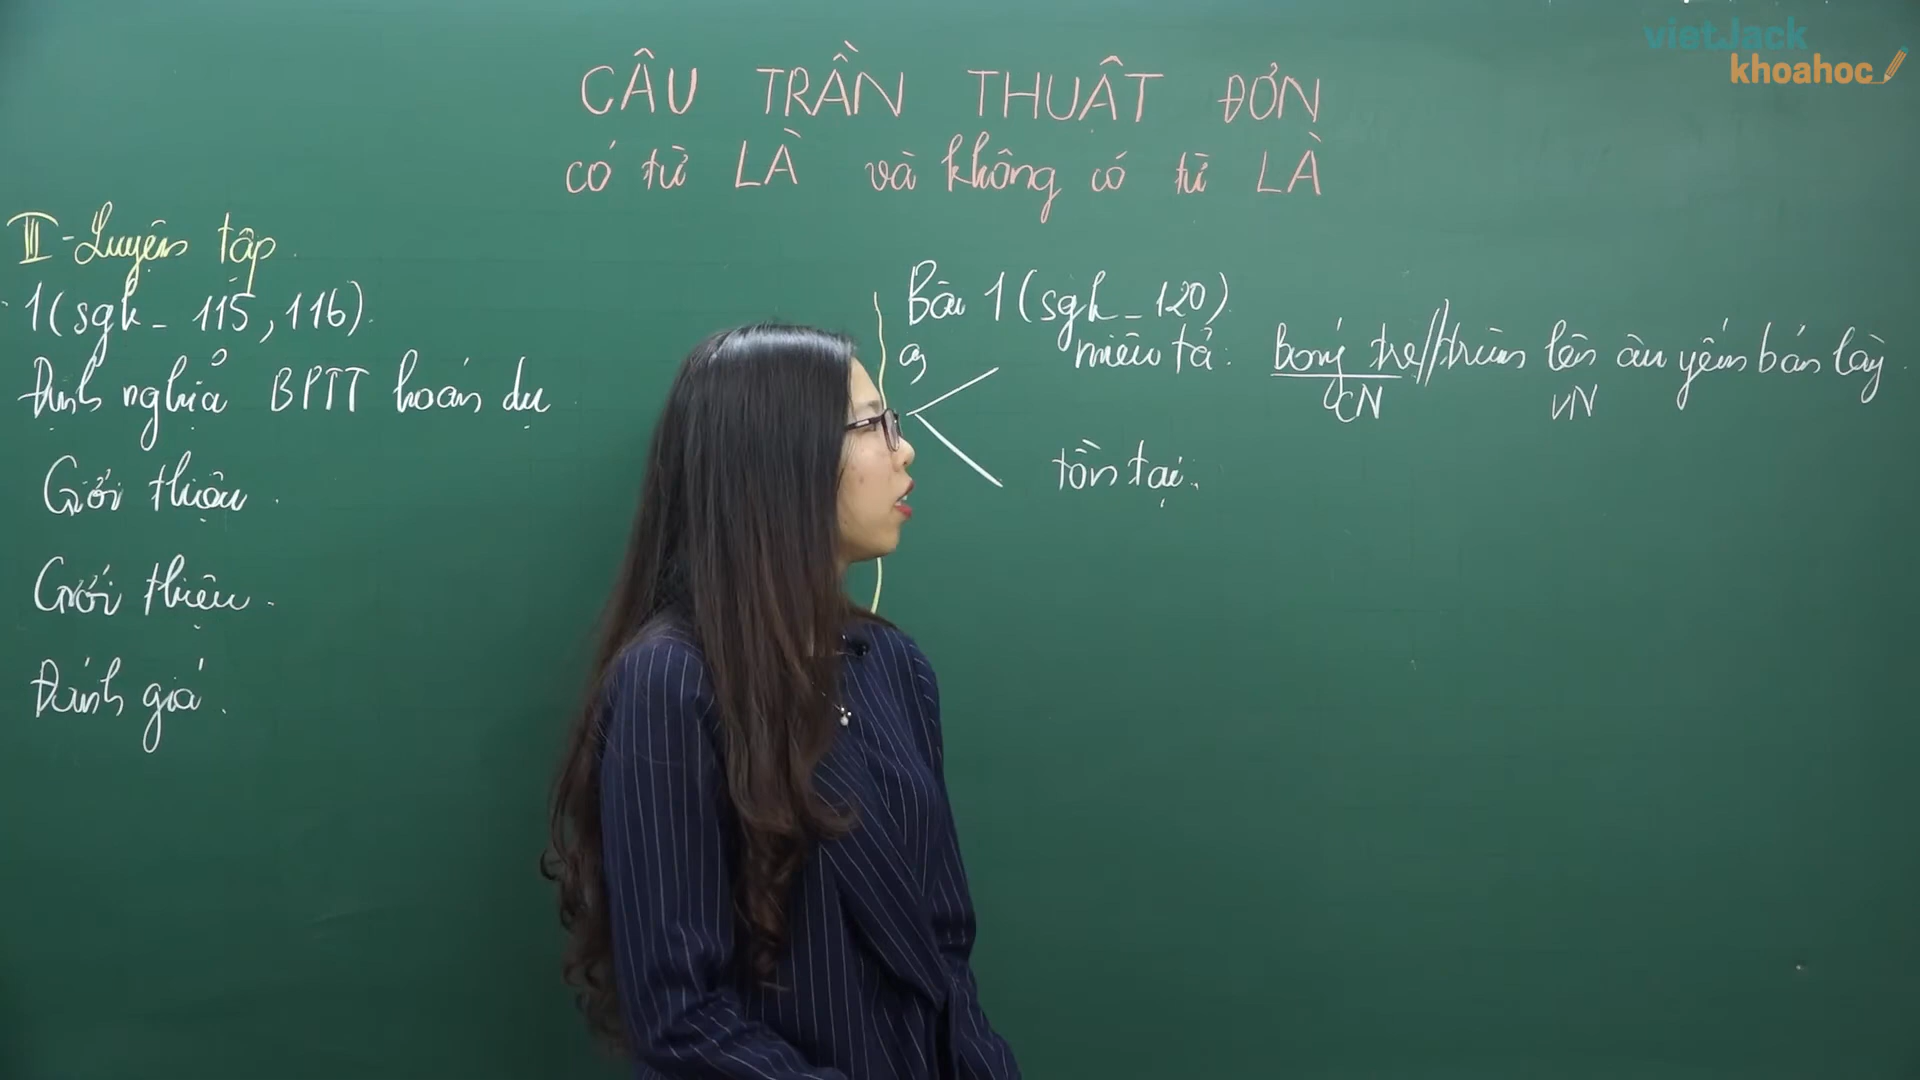 vietJack
khoahoc
CÂU TRẦN THUẬT ĐƠN
có từ LÀ và không có từ LÀ
III - Luyện tập
1 (sgk - 115, 116).
Định nghĩa BPTT hoán dụ
Giới thiệu.
Giới thiệu.
Đánh giá.
Bài 1 (sgk - 120)
a,
miêu tả: bóng tre // trùm lên âu yếm bản làng.
CN VN
tồn tại: